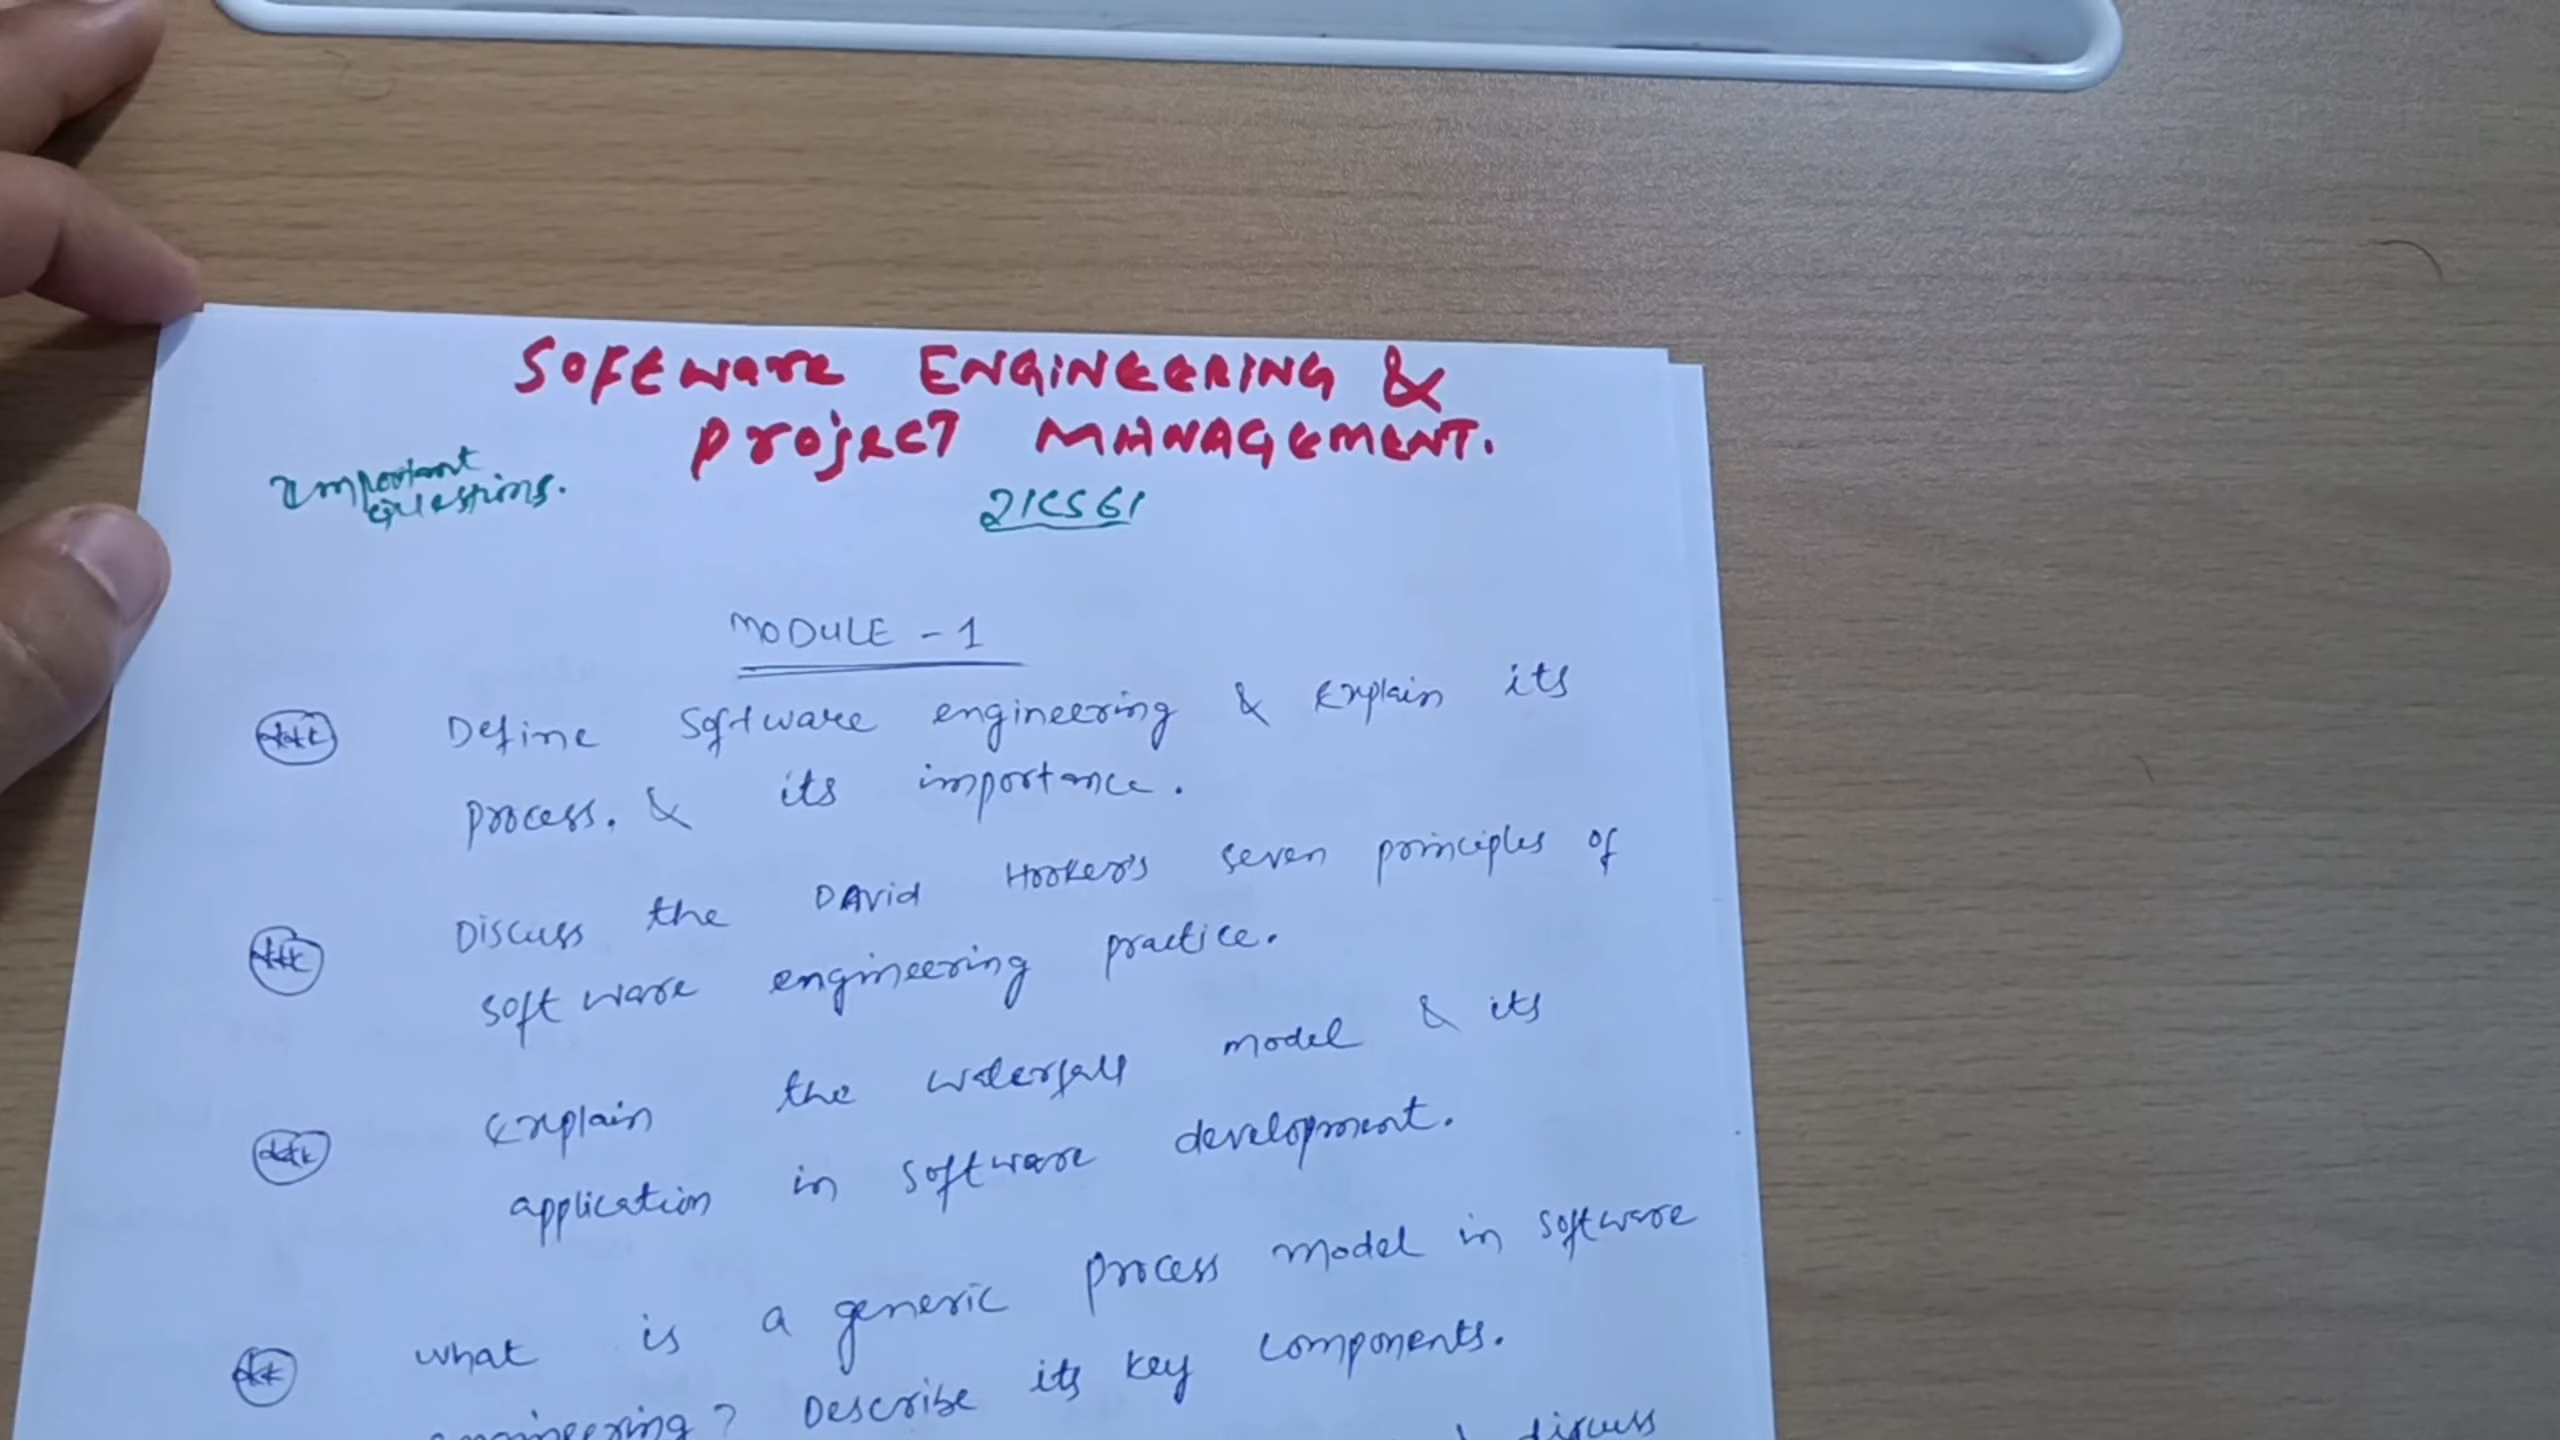 SOFTWARE ENGINEERING &
PROJECT MANAGEMENT.
Important
questions.
21CS61
MODULE - 1
*** Define software engineering & Explain its
process. & its importance.
*** Discuss the David Hooker's seven principles of
software engineering practice.
*** Explain the waterfall model & its
application in software development.
** what is a generic process model in software
engineering? Describe its key components.
discuss